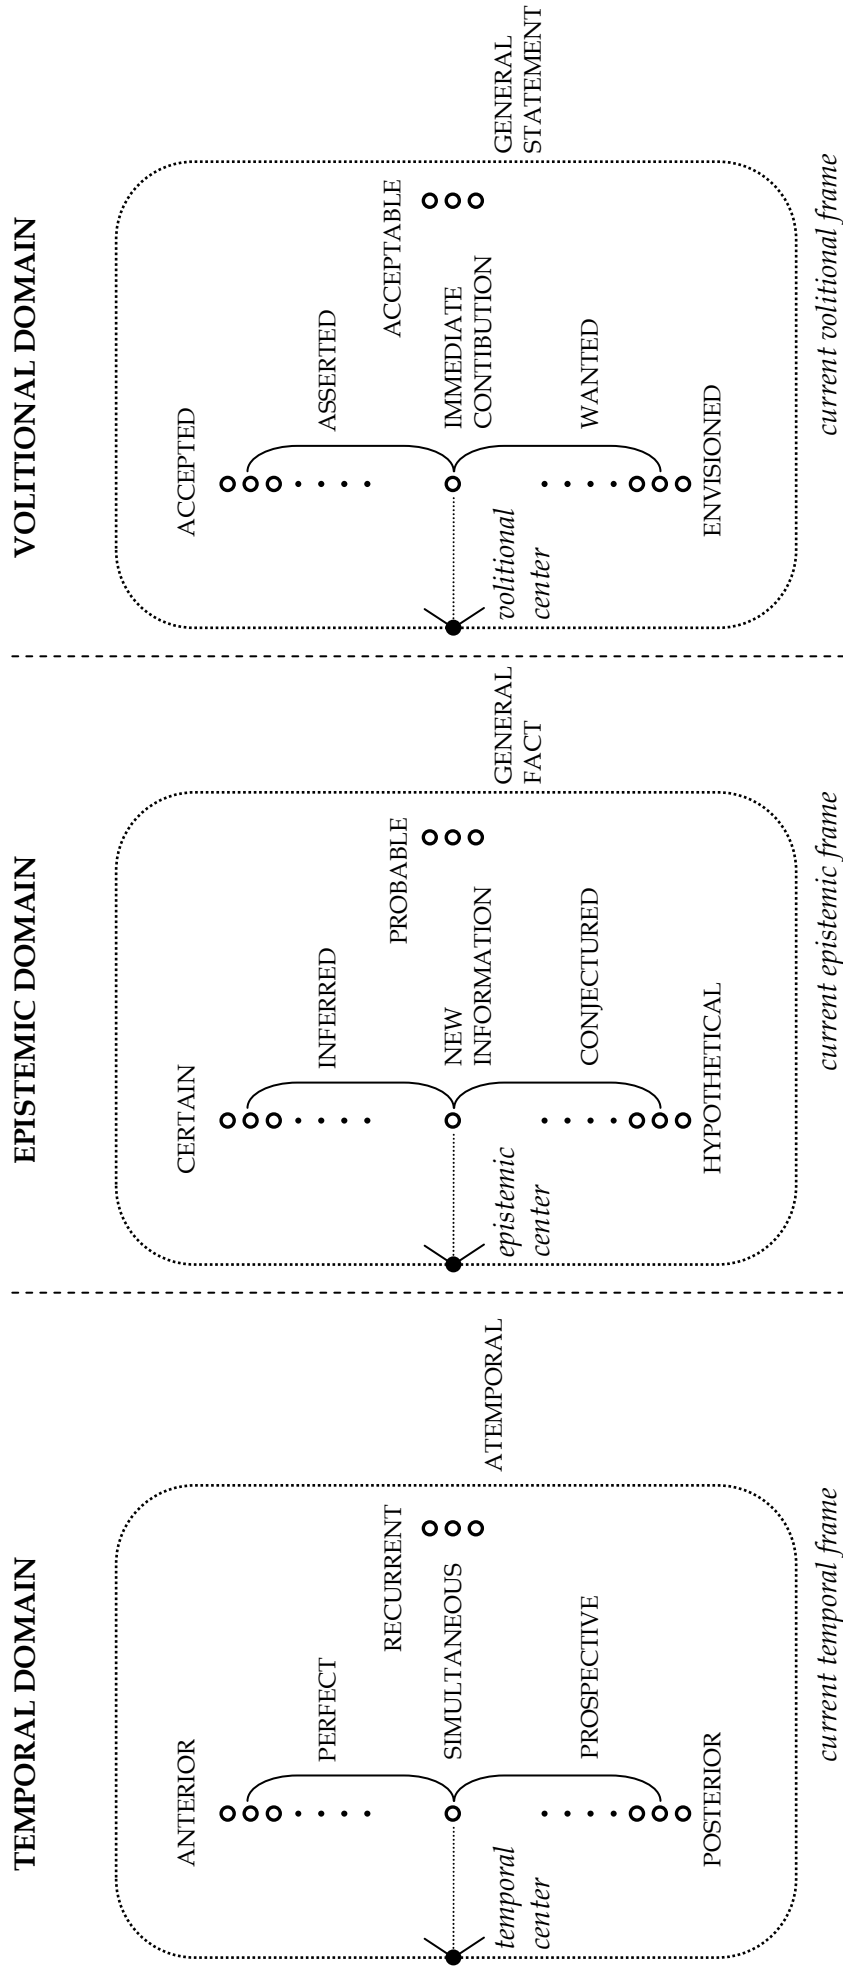 TEMPORAL DOMAIN
ANTERIOR
PERFECT
RECURRENT
SIMULTANEOUS
ATEMPORAL
temporal
center
PROSPECTIVE
POSTERIOR
current temporal frame
EPISTEMIC DOMAIN
CERTAIN
INFERRED
PROBABLE
NEW
INFORMATION
GENERAL
FACT
epistemic
center
CONJECTURED
HYPOTHETICAL
current epistemic frame
VOLITIONAL DOMAIN
ACCEPTED
ASSERTED
ACCEPTABLE
IMMEDIATE
CONTIBUTION
GENERAL
STATEMENT
volitional
center
WANTED
ENVISIONED
current volitional frame